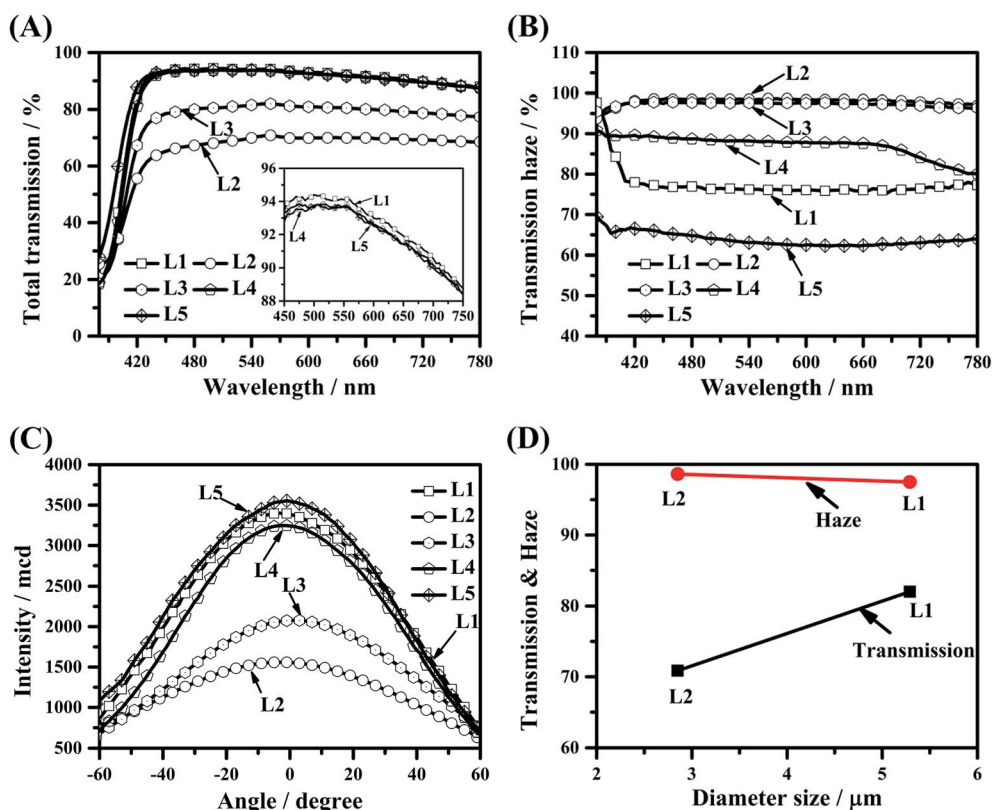 (A)
100
80
60
40
20
0
Total transmission / %
L3
L2
96
94
92
90
88
L1
L4
L5
450 500 550 600 650 700 750
L1 L2
L3 L4
L5
420 480 540 600 660 720 780
Wavelength / nm
(B)
110
100
90
80
70
60
50
40
Transmission haze / %
L2
L3
L4
L1
L5
L1 L2
L3 L4
L5
420 480 540 600 660 720 780
Wavelength / nm
(C)
4000
3500
3000
2500
2000
1500
1000
500
Intensity / mcd
L5
L4
L3
L2
L1
L1
L2
L3
L4
L5
-60 -40 -20 0 20 40 60
Angle / degree
(D)
100
90
80
70
60
Transmission & Haze
L2
Haze
L1
L1
Transmission
L2
2 3 4 5 6
Diameter size / μm